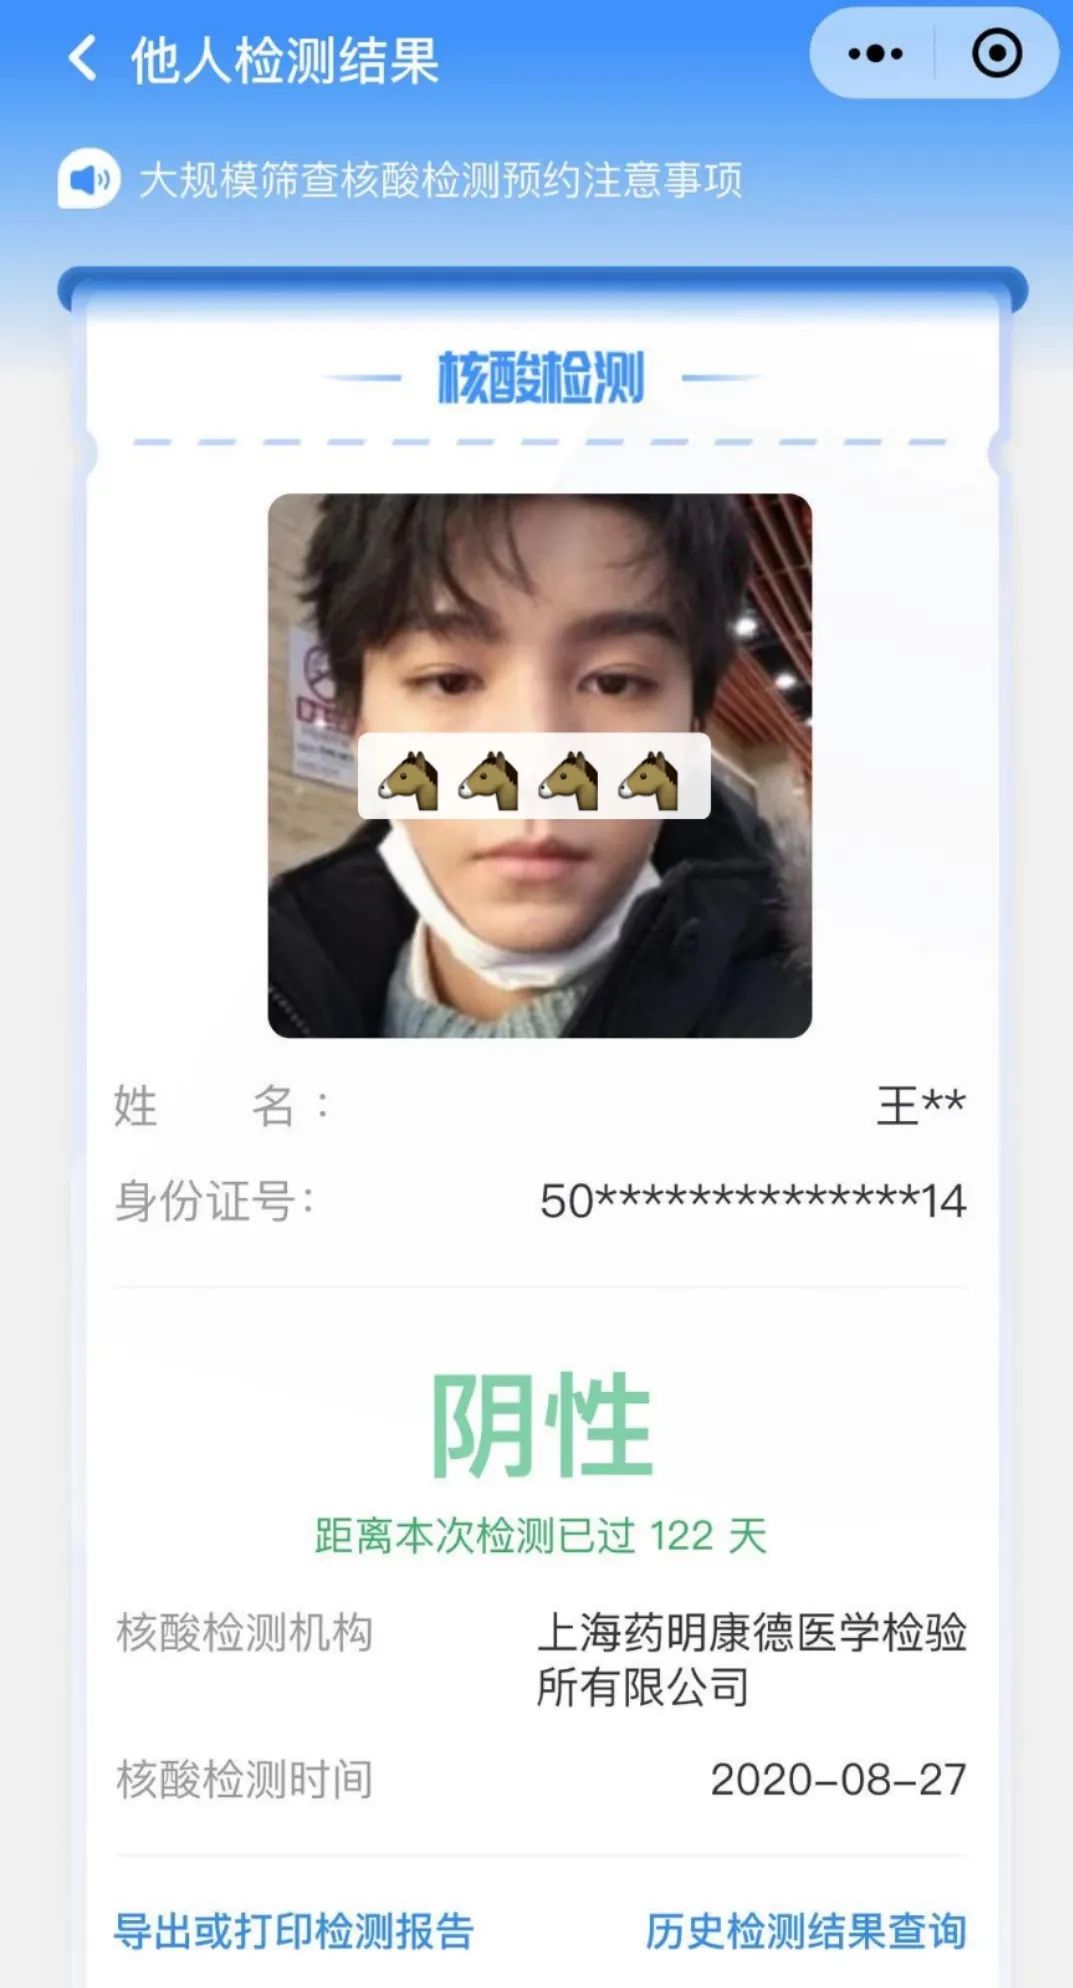 他人检测结果
大规模筛查核酸检测预约注意事项
核酸检测
姓 名：
王**
身份证号：
50**************14
阴性
距离本次检测已过 122 天
核酸检测机构
上海药明康德医学检验
所有限公司
核酸检测时间
2020-08-27
导出或打印检测报告
历史检测结果查询